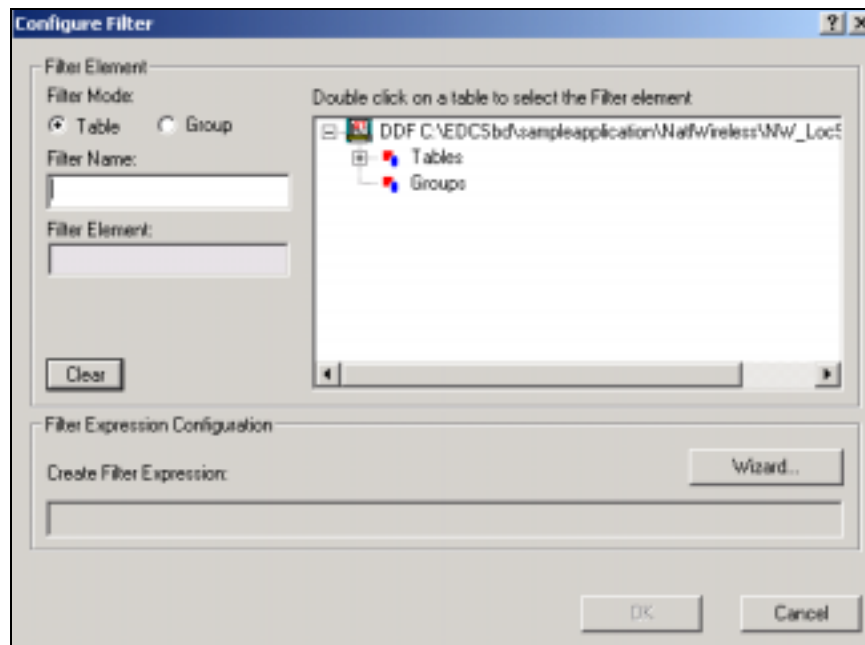 Configure Filter
Filter Element
Filter Mode:
Table
Group
Filter Name:
Filter Element:
Clear
Double click on a table to select the Filter element
DDF C:\EDCSbd\sampleapplication\NatlWireless\NW_Loc
Tables
Groups
Filter Expression Configuration
Create Filter Expression:
Wizard...
OK
Cancel